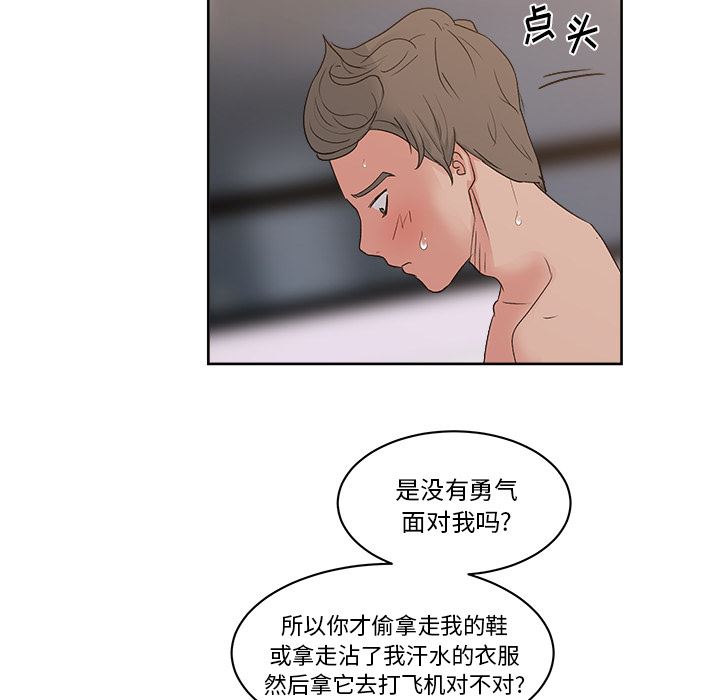 点头
是没有勇气
面对我吗?
所以你才偷拿走我的鞋
或拿走沾了我汗水的衣服
然后拿它去打飞机对不对?